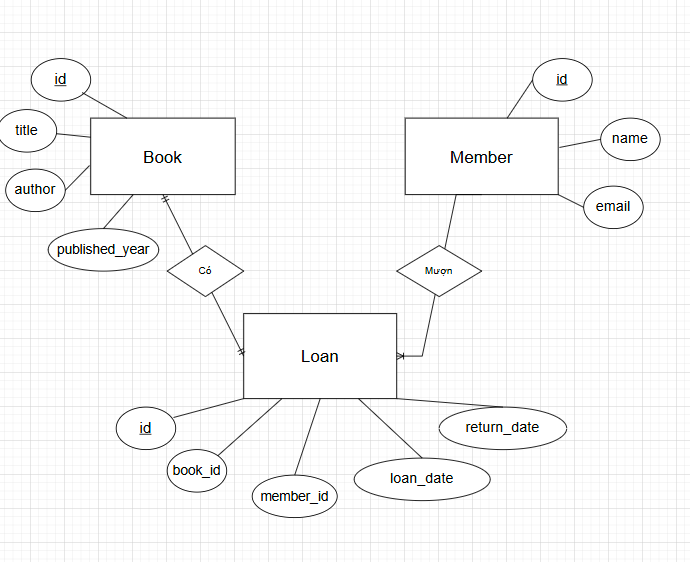 id
id
title
name
Book
Member
author
email
published_year
Có
Mượn
Loan
id
return_date
book_id
loan_date
member_id